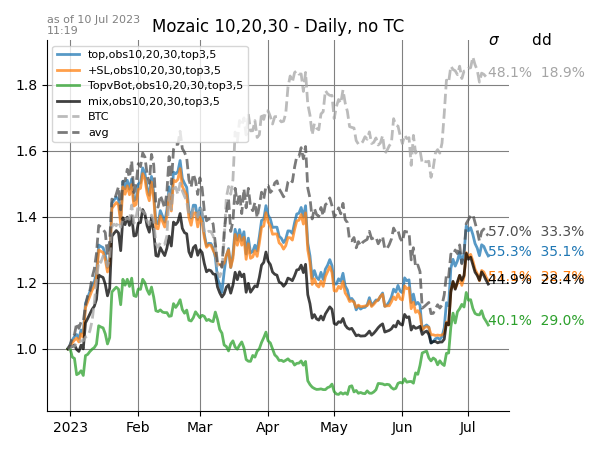 as of 10 Jul 2023
11:19
Mozaic 10,20,30 - Daily, no TC
σ dd
top,obs10,20,30,top3,5
+SL,obs10,20,30,top3,5
TopvBot,obs10,20,30,top3,5
mix,obs10,20,30,top3,5
BTC
avg
48.1% 18.9%
57.0% 33.3%
55.3% 35.1%
44.9% 28.4%
40.1% 29.0%
1.8
1.6
1.4
1.2
1.0
2023 Feb Mar Apr May Jun Jul